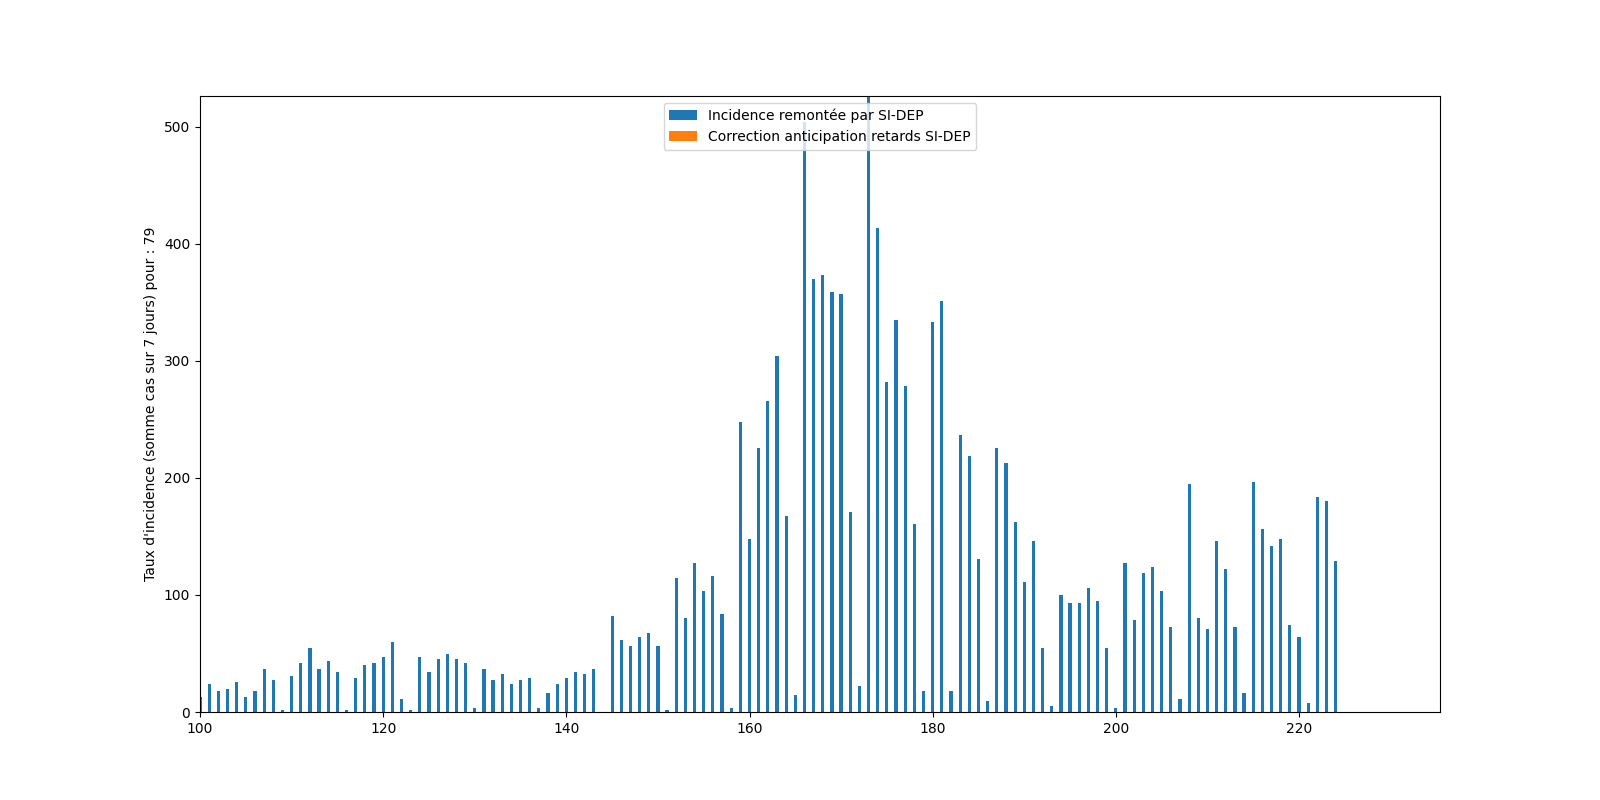 Incidence remontée par SI-DEP
Correction anticipation retards SI-DEP
Taux d'incidence (somme cas sur 7 jours) pour : 79
500
400
300
200
100
0
100 120 140 160 180 200 220